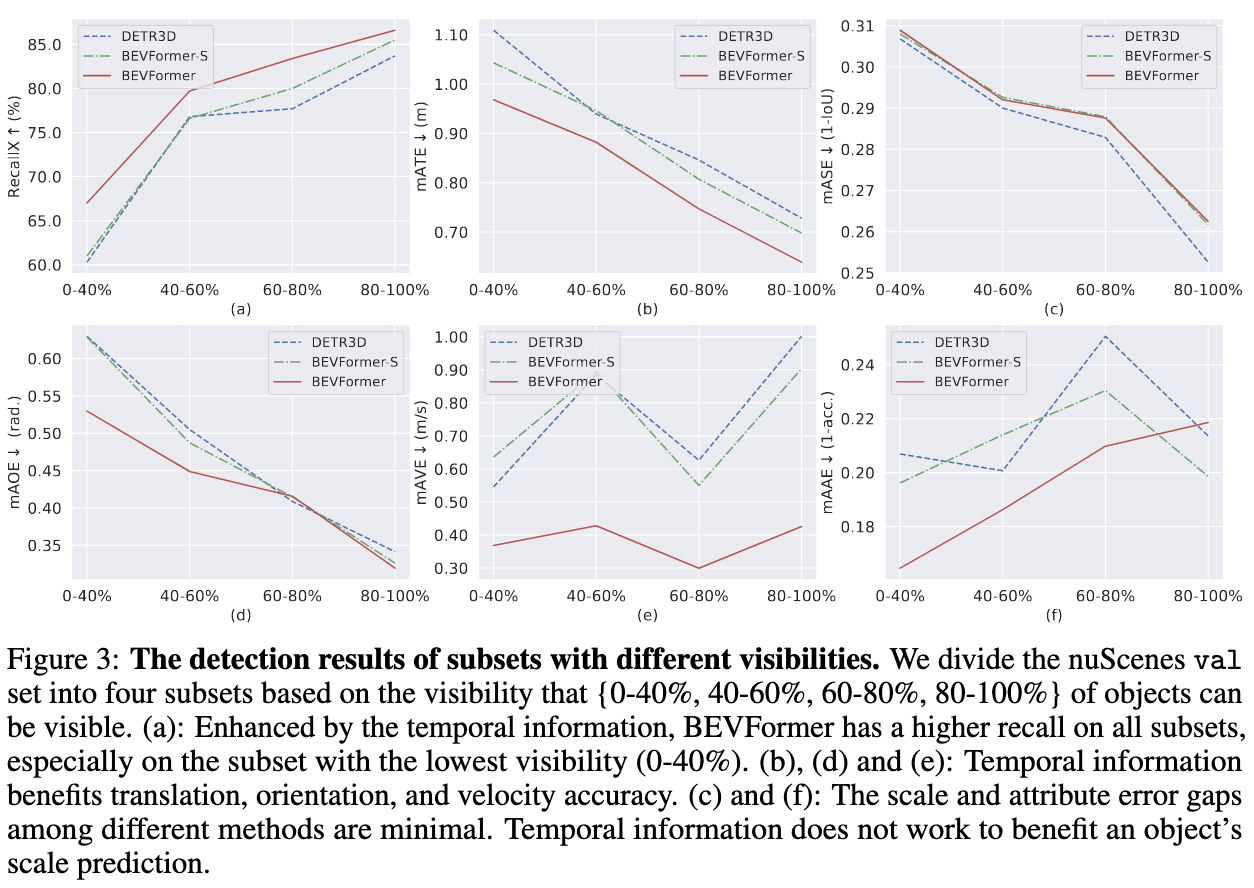 85.0
80.0
75.0
70.0
65.0
60.0
RecallX ↑ (%)
DETR3D
BEVFormer-S
BEVFormer
0-40% 40-60% 60-80% 80-100%
(a)
1.10
1.00
0.90
0.80
0.70
mATE ↓ (m)
DETR3D
BEVFormer-S
BEVFormer
0-40% 40-60% 60-80% 80-100%
(b)
0.31
0.30
0.29
0.28
0.27
0.26
0.25
mASE ↓ (1-IoU)
DETR3D
BEVFormer-S
BEVFormer
0-40% 40-60% 60-80% 80-100%
(c)
0.60
0.55
0.50
0.45
0.40
0.35
mAOE ↓ (rad.)
DETR3D
BEVFormer-S
BEVFormer
0-40% 40-60% 60-80% 80-100%
(d)
1.00
0.90
0.80
0.70
0.60
0.50
0.40
0.30
mAVE ↓ (m/s)
DETR3D
BEVFormer-S
BEVFormer
0-40% 40-60% 60-80% 80-100%
(e)
0.24
0.22
0.20
0.18
mAAE ↓ (1-acc.)
DETR3D
BEVFormer-S
BEVFormer
0-40% 40-60% 60-80% 80-100%
(f)
Figure 3: The detection results of subsets with different visibilities. We divide the nuScenes val
set into four subsets based on the visibility that {0-40%, 40-60%, 60-80%, 80-100%} of objects can
be visible. (a): Enhanced by the temporal information, BEVFormer has a higher recall on all subsets,
especially on the subset with the lowest visibility (0-40%). (b), (d) and (e): Temporal information
benefits translation, orientation, and velocity accuracy. (c) and (f): The scale and attribute error gaps
among different methods are minimal. Temporal information does not work to benefit an object's
scale prediction.